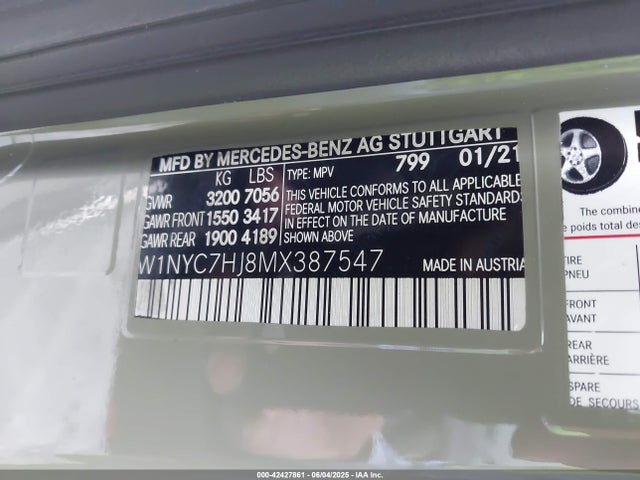 MFD BY MERCEDES-BENZ AG STUTTGART
KG LBS TYPE: MPV 799 01/21
GVWR 3200 7056
GAWR FRONT 1550 3417
GAWR REAR 1900 4189
THIS VEHICLE CONFORMS TO ALL APPLICABLE
FEDERAL MOTOR VEHICLE SAFETY STANDARDS
IN EFFECT ON THE DATE OF MANUFACTURE
SHOWN ABOVE
W1NYC7HJ8MX387547 MADE IN AUSTRIA
The combine
e poids total des
TIRE
PNEU
FRONT
AVANT
REAR
ARRIÈRE
SPARE
DE SECOURS
000-42427861 - 06/04/2025 - IAA Inc.